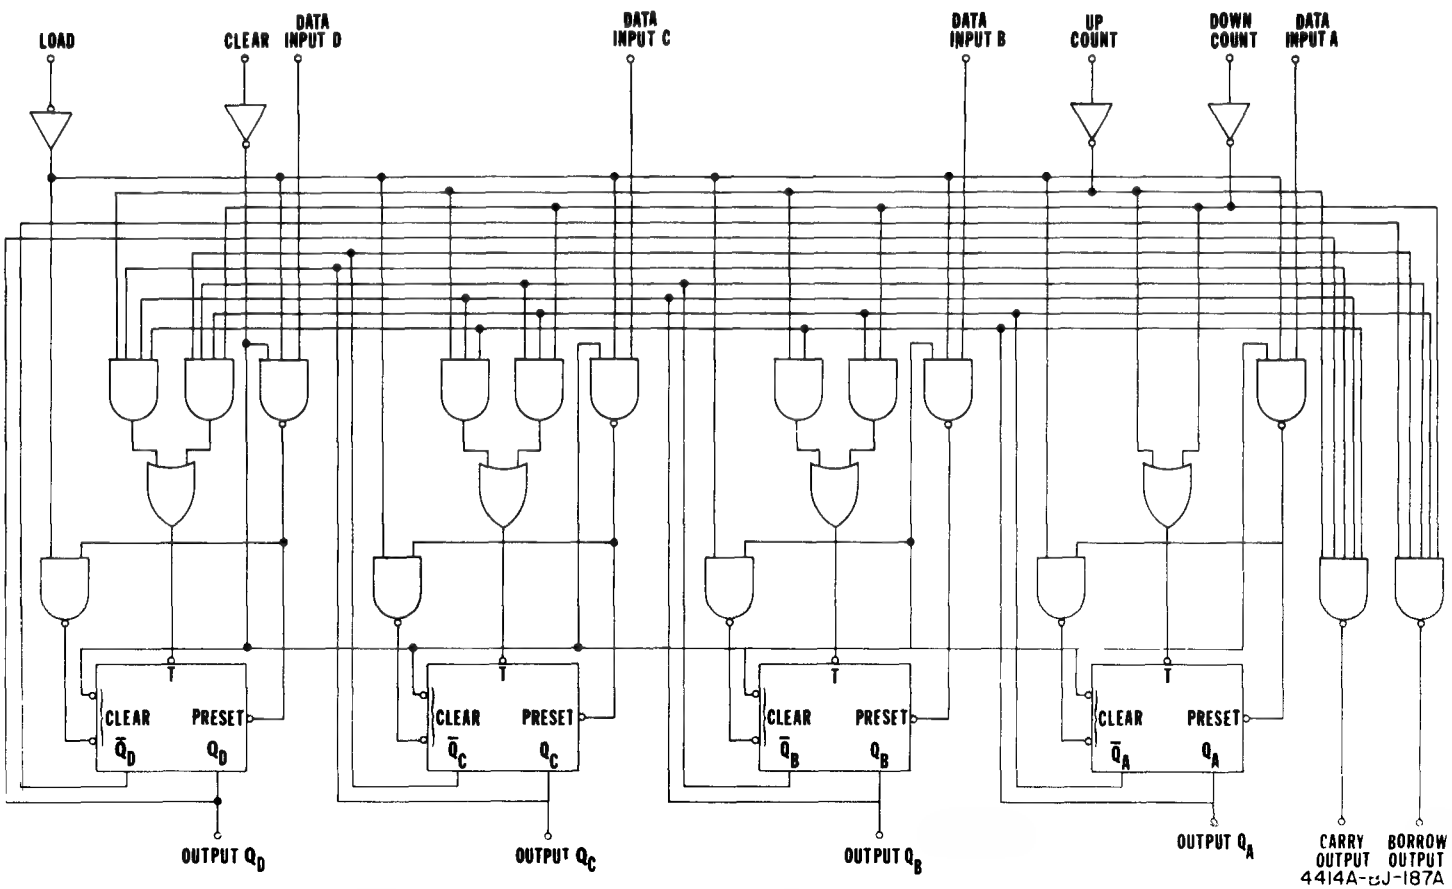 LOAD
CLEAR
DATA
INPUT D
DATA
INPUT C
DATA
INPUT B
UP
COUNT
DOWN
COUNT
DATA
INPUT A
T
CLEAR
PRESET
Q̅D
QD
T
CLEAR
PRESET
Q̅C
QC
T
CLEAR
PRESET
Q̅B
QB
T
CLEAR
PRESET
Q̅A
QA
OUTPUT QD
OUTPUT QC
OUTPUT QB
OUTPUT QA
CARRY
OUTPUT
BORROW
OUTPUT